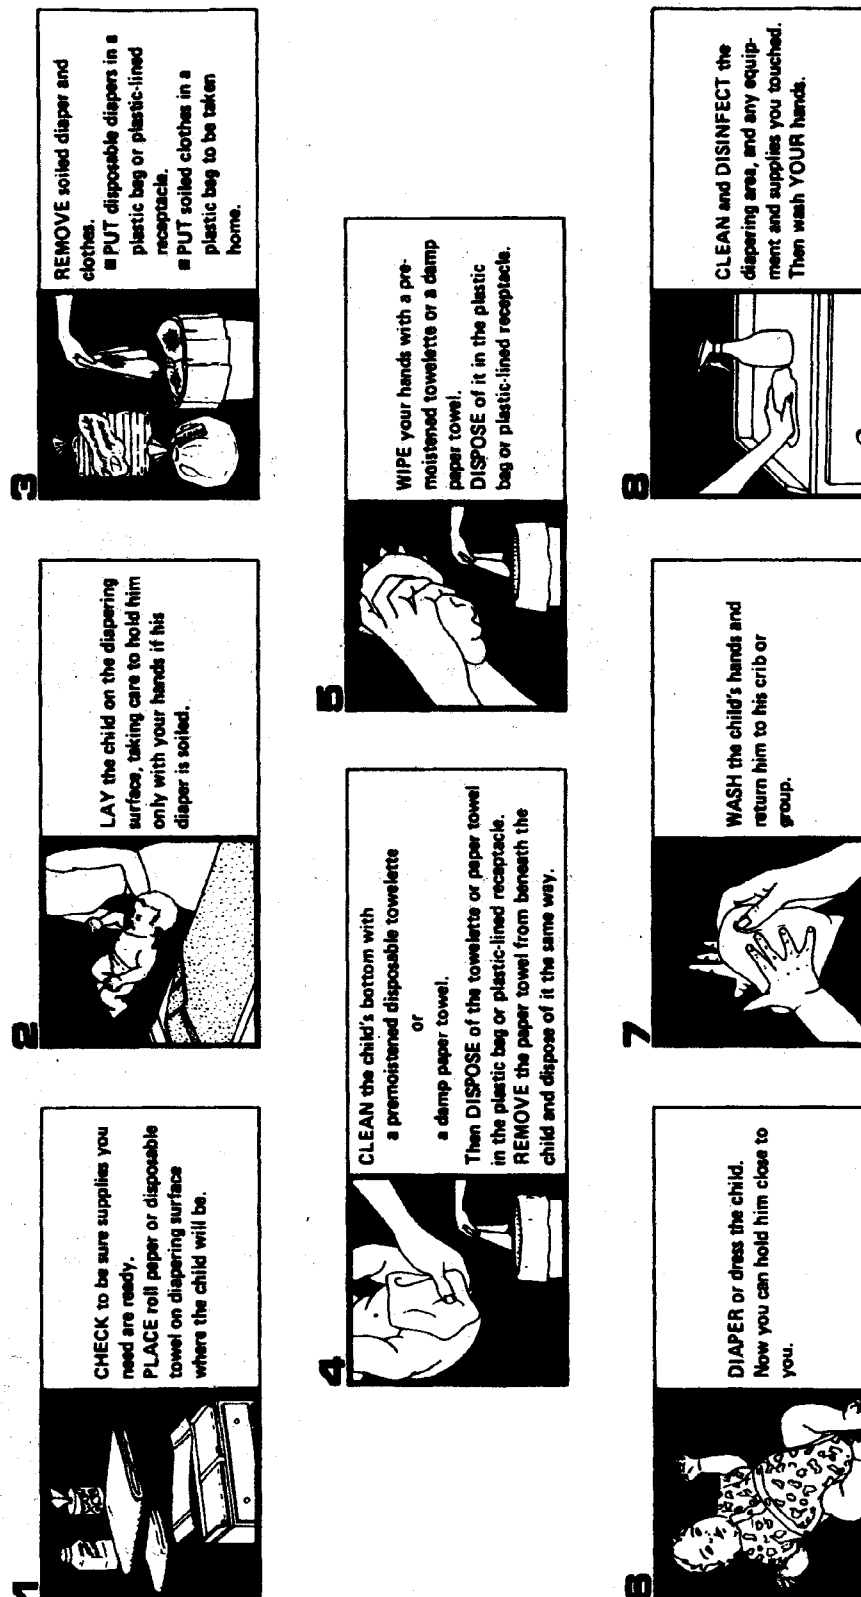 1
CHECK to be sure supplies you
need are ready.
PLACE roll paper or disposable
towel on diapering surface
where the child will be.
2
LAY the child on the diapering
surface, taking care to hold him
only with your hands if his
diaper is soiled.
3
REMOVE soiled diaper and
clothes.
■ PUT disposable diapers in a
plastic bag or plastic-lined
receptacle.
■ PUT soiled clothes in a
plastic bag to be taken
home.
4
CLEAN the child's bottom with
a premoistened disposable towelette
or
a damp paper towel.
Then DISPOSE of the towelette or paper towel
in the plastic bag or plastic-lined receptacle.
REMOVE the paper towel from beneath the
child and dispose of it the same way.
5
WIPE your hands with a pre-
moistened towelette or a damp
paper towel.
DISPOSE of it in the plastic
bag or plastic-lined receptacle.
6
DIAPER or dress the child.
Now you can hold him close to
you.
7
WASH the child's hands and
return him to his crib or
group.
8
CLEAN and DISINFECT the
diapering area, and any equip-
ment and supplies you touched.
Then wash YOUR hands.